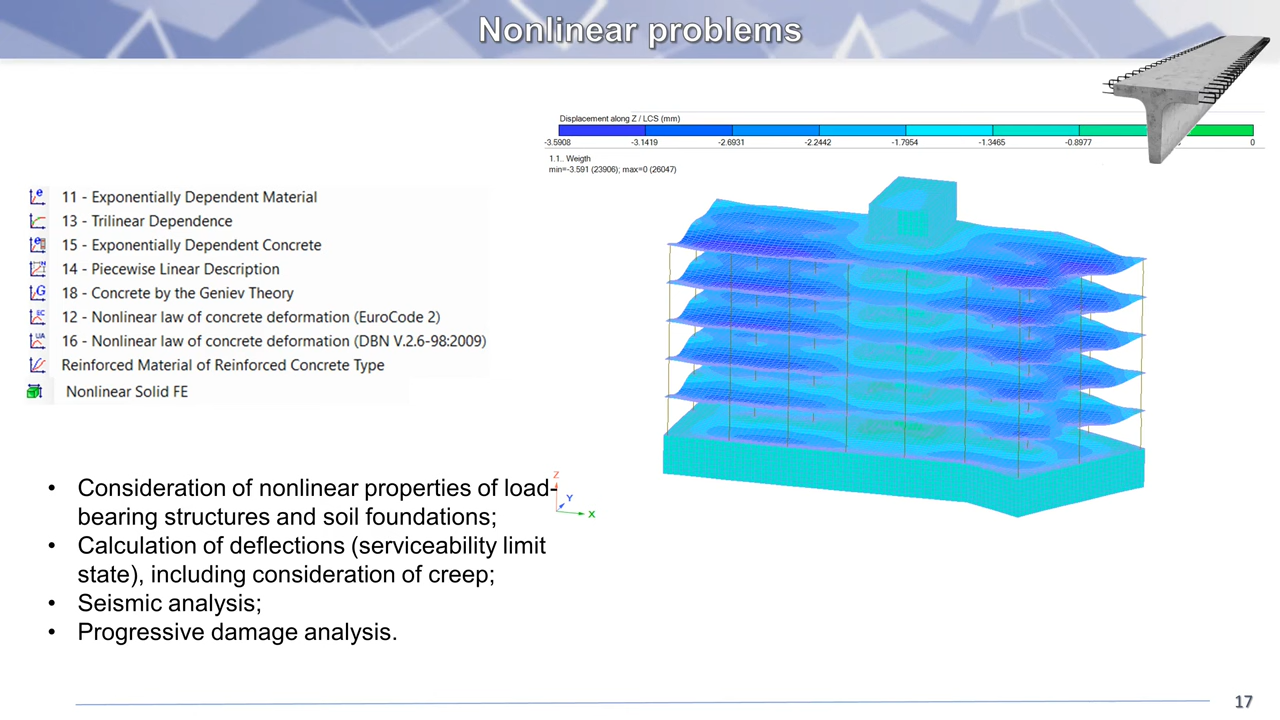 Nonlinear problems
Displacement along Z / LCS (mm)
-3.5908 -3.1419 -2.6931 -2.2442 -1.7954 -1.3465 -0.8977 0
1.1.. Weigth
min=-3.591 (23906); max=0 (26047)
11 - Exponentially Dependent Material
13 - Trilinear Dependence
15 - Exponentially Dependent Concrete
14 - Piecewise Linear Description
18 - Concrete by the Geniev Theory
12 - Nonlinear law of concrete deformation (EuroCode 2)
16 - Nonlinear law of concrete deformation (DBN V.2.6-98:2009)
Reinforced Material of Reinforced Concrete Type
Nonlinear Solid FE
• Consideration of nonlinear properties of load-
bearing structures and soil foundations;
• Calculation of deflections (serviceability limit
state), including consideration of creep;
• Seismic analysis;
• Progressive damage analysis.
Z
Y
X
17